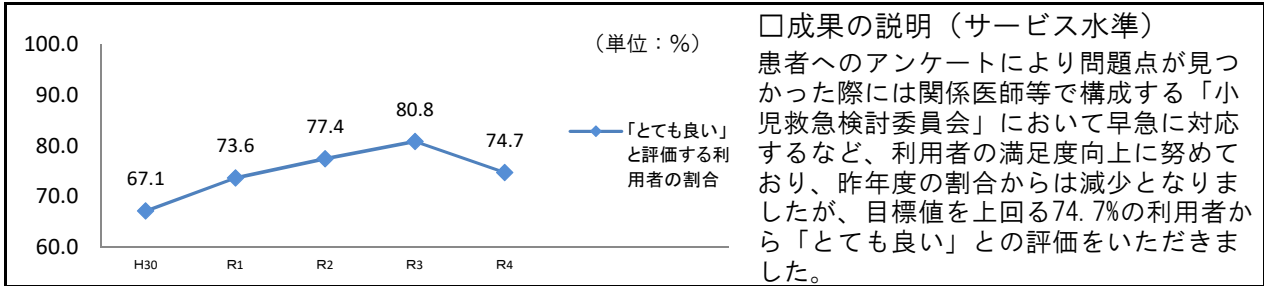 100.0
90.0
80.0
70.0
60.0
(単位：%)
67.1
73.6
77.4
80.8
74.7
H30
R1
R2
R3
R4
「とても良い」
と評価する利
用者の割合
□成果の説明（サービス水準）
患者へのアンケートにより問題点が見つ
かった際には関係医師等で構成する「小
児救急検討委員会」において早急に対応
するなど、利用者の満足度向上に努めて
おり、昨年度の割合からは減少となりま
したが、目標値を上回る74.7%の利用者か
ら「とても良い」との評価をいただきま
した。